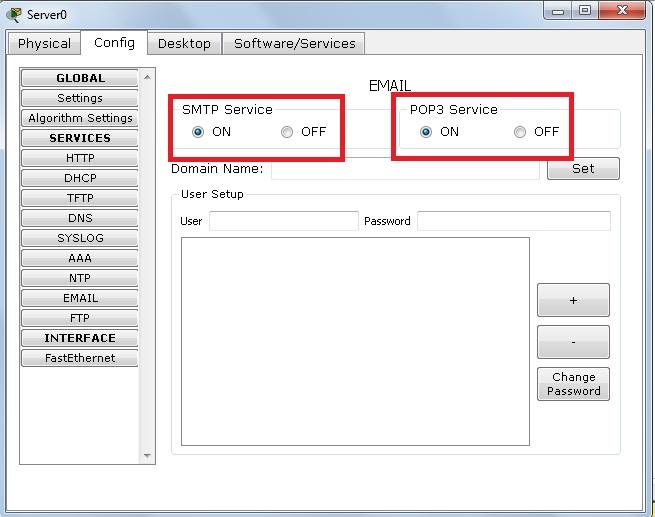 Server0
Physical Config Desktop Software/Services
GLOBAL
Settings
Algorithm Settings
SERVICES
HTTP
DHCP
TFTP
DNS
SYSLOG
AAA
NTP
EMAIL
FTP
INTERFACE
FastEthernet
EMAIL
SMTP Service
ON OFF
POP3 Service
ON OFF
Domain Name: Set
User Setup
User Password
+
-
Change
Password